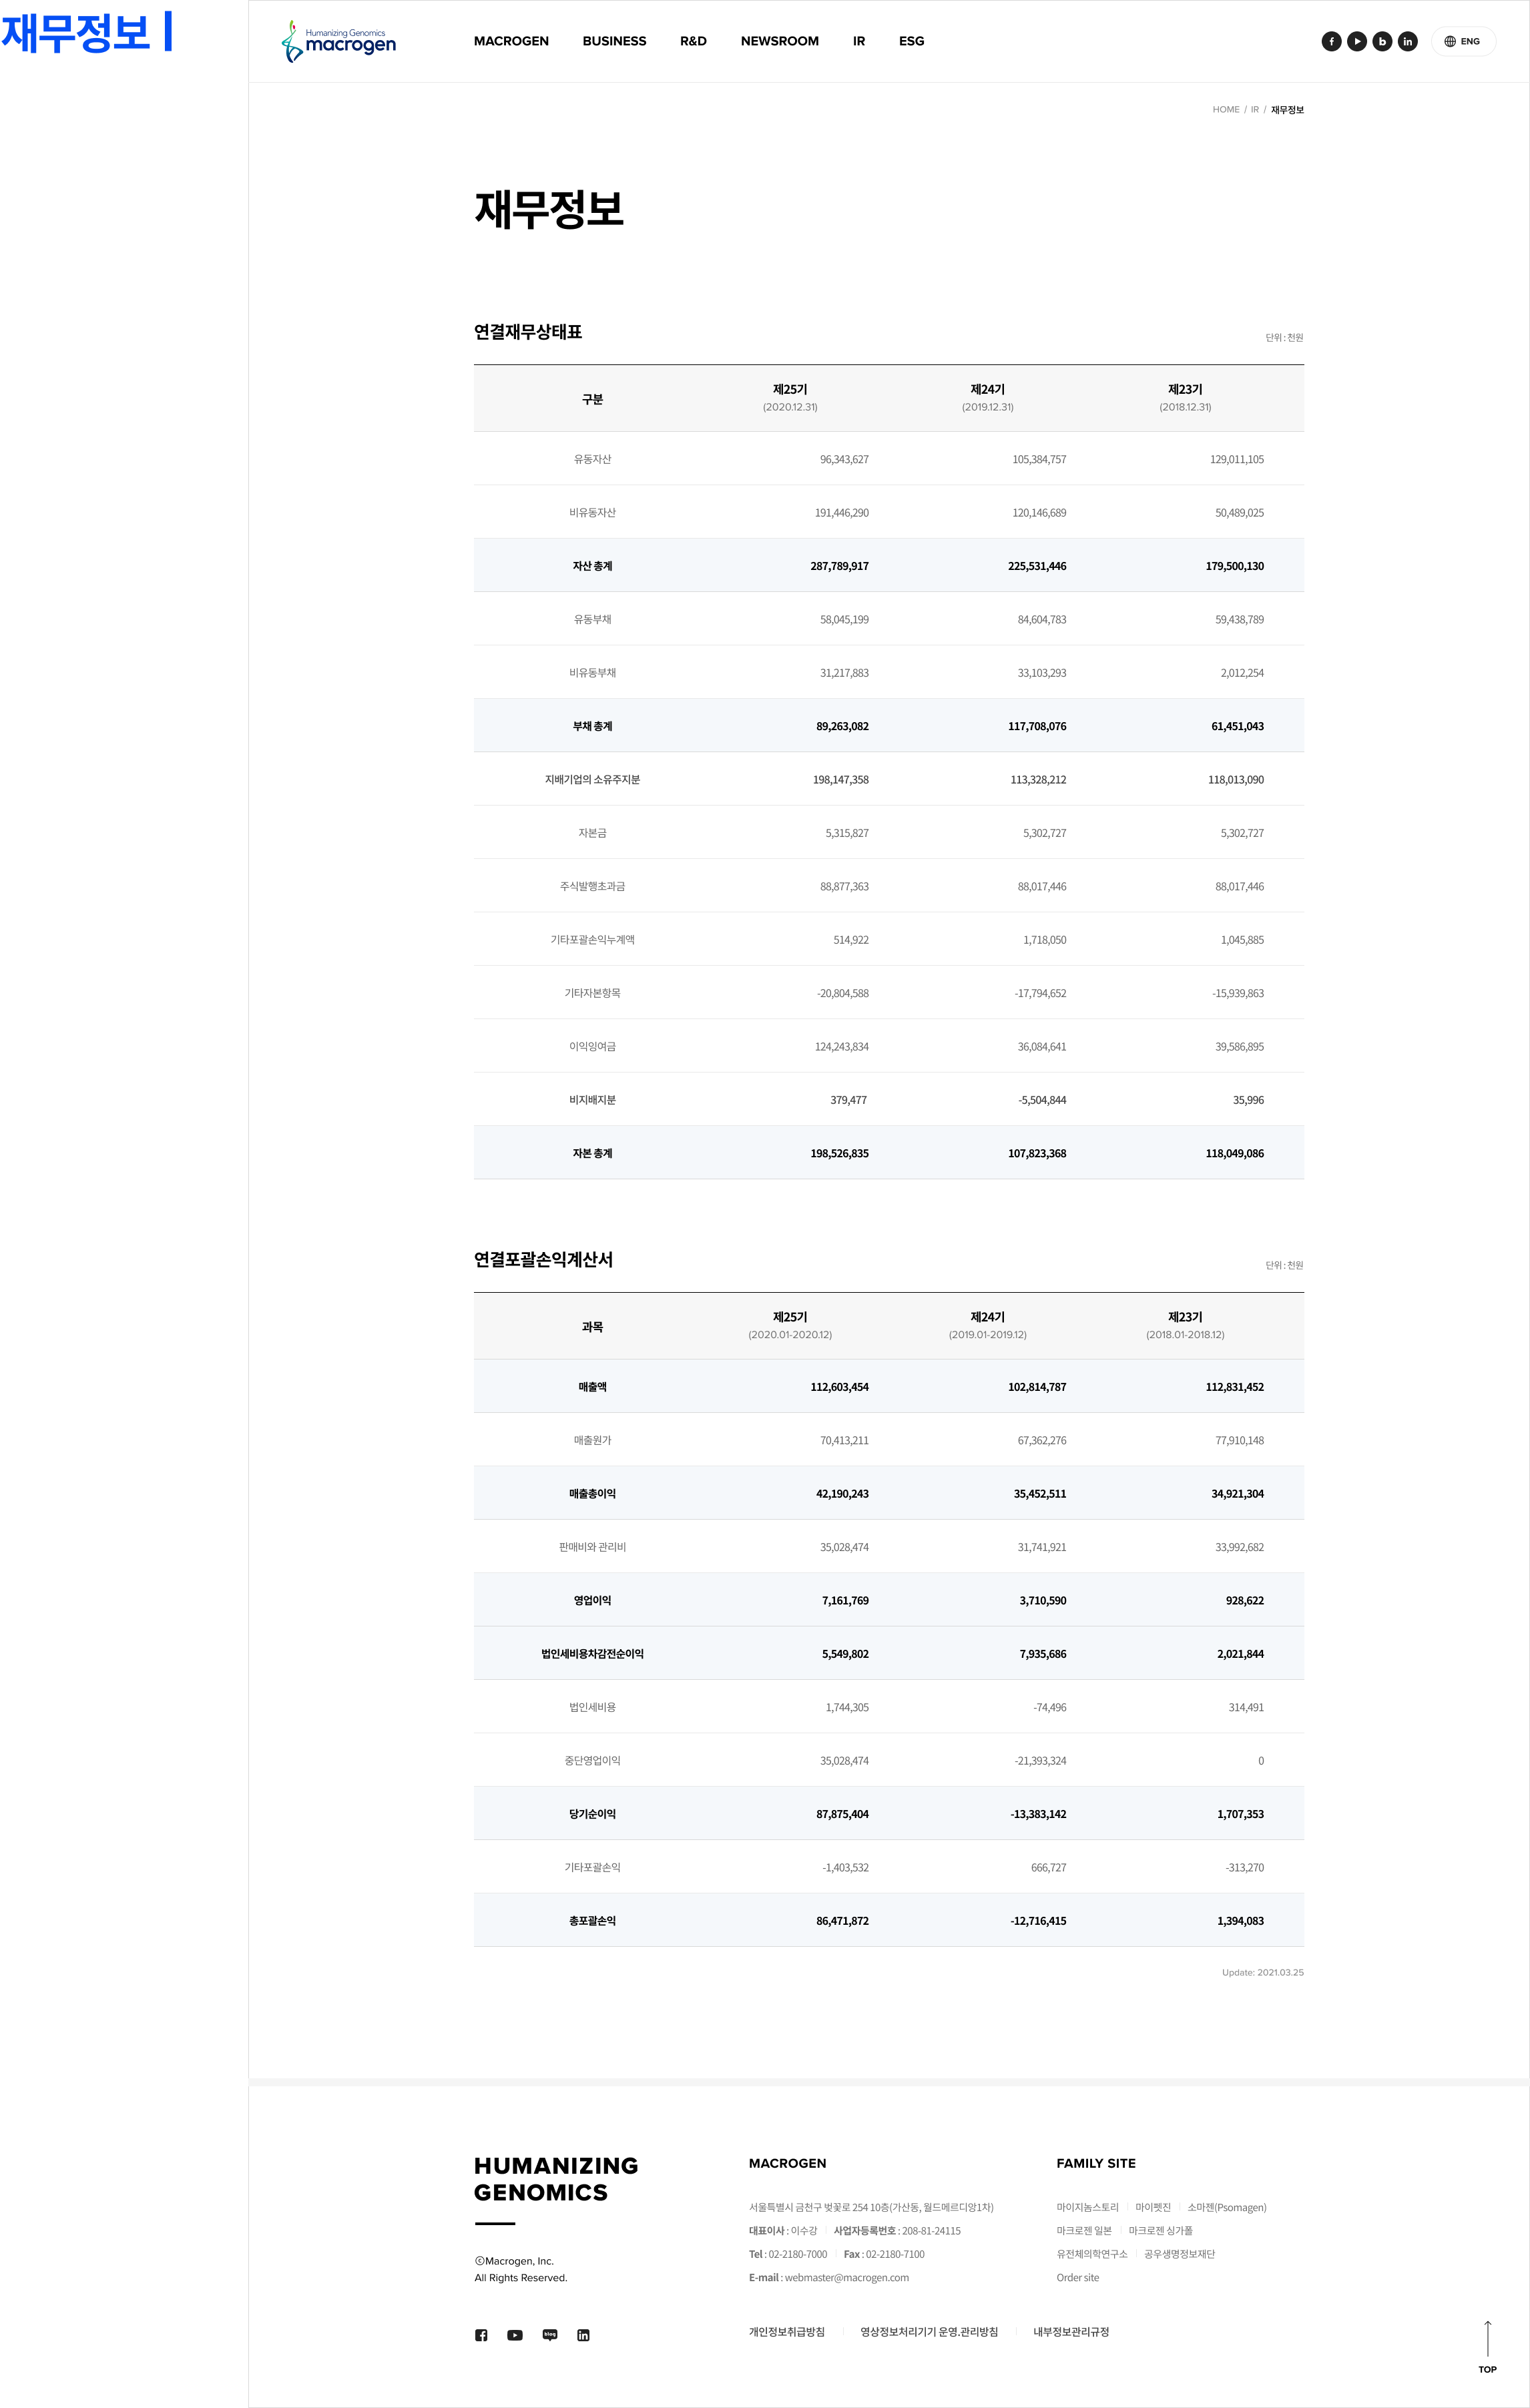 재무정보 |
Humanizing Genomics
macrogen
MACROGEN BUSINESS R&D NEWSROOM IR ESG
ENG
HOME / IR / 재무정보
재무정보
연결재무상태표
단위 : 천원
구분 제25기 (2020.12.31) 제24기 (2019.12.31) 제23기 (2018.12.31)
유동자산 96,343,627 105,384,757 129,011,105
비유동자산 191,446,290 120,146,689 50,489,025
자산 총계 287,789,917 225,531,446 179,500,130
유동부채 58,045,199 84,604,783 59,438,789
비유동부채 31,217,883 33,103,293 2,012,254
부채 총계 89,263,082 117,708,076 61,451,043
지배기업의 소유주지분 198,147,358 113,328,212 118,013,090
자본금 5,315,827 5,302,727 5,302,727
주식발행초과금 88,877,363 88,017,446 88,017,446
기타포괄손익누계액 514,922 1,718,050 1,045,885
기타자본항목 -20,804,588 -17,794,652 -15,939,863
이익잉여금 124,243,834 36,084,641 39,586,895
비지배지분 379,477 -5,504,844 35,996
자본 총계 198,526,835 107,823,368 118,049,086
연결포괄손익계산서
단위 : 천원
과목 제25기 (2020.01-2020.12) 제24기 (2019.01-2019.12) 제23기 (2018.01-2018.12)
매출액 112,603,454 102,814,787 112,831,452
매출원가 70,413,211 67,362,276 77,910,148
매출총이익 42,190,243 35,452,511 34,921,304
판매비와 관리비 35,028,474 31,741,921 33,992,682
영업이익 7,161,769 3,710,590 928,622
법인세비용차감전순이익 5,549,802 7,935,686 2,021,844
법인세비용 1,744,305 -74,496 314,491
중단영업이익 35,028,474 -21,393,324 0
당기순이익 87,875,404 -13,383,142 1,707,353
기타포괄손익 -1,403,532 666,727 -313,270
총포괄손익 86,471,872 -12,716,415 1,394,083
Update: 2021.03.25
HUMANIZING
GENOMICS
©Macrogen, Inc.
All Rights Reserved.
blog
MACROGEN
서울특별시 금천구 벚꽃로 254 10층(가산동, 월드메르디앙1차)
대표이사 : 이수강 사업자등록번호 : 208-81-24115
Tel : 02-2180-7000 Fax : 02-2180-7100
E-mail : webmaster@macrogen.com
FAMILY SITE
마이지놈스토리 마이펫진 소마젠(Psomagen)
마크로젠 일본 마크로젠 싱가폴
유전체의학연구소 공우생명정보재단
Order site
개인정보취급방침 영상정보처리기기 운영.관리방침 내부정보관리규정
TOP